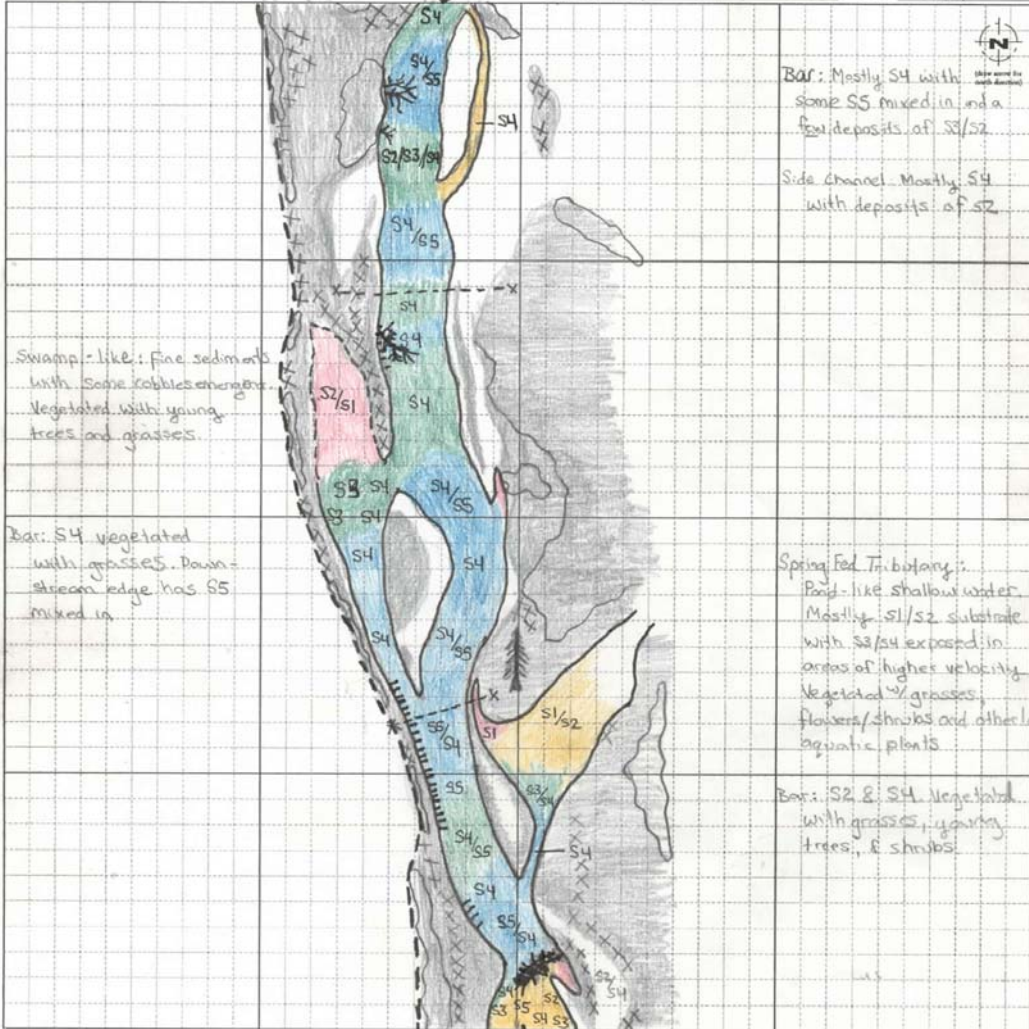 N
Bar: Mostly S4 with
some S5 mixed in and a
few deposits of S3/S2
Side channel: Mostly S4
with deposits of S2
Swamp-like: Fine sediments
with some cobbles emergent.
Vegetated with young
trees and grasses.
Bar: S4 vegetated
with grasses. Down-
stream edge has S5
mixed in
Spring Fed Tributary:
Pond-like shallow water.
Mostly S1/S2 substrate
with S3/S4 exposed in
areas of higher velocity
Vegetated w/ grasses,
flowers/shrubs and other
aquatic plants
Bar: S2 & S4. Vegetated
with grasses, young
trees, & shrubs
S4
S4/S5
S4
S2/S3/S4
S4/S5
S4
S4
S2/S1
S4
S4
S4/S5
S3 S4
S4
S4
S4
S4/S5
S1/S2
S1
S5/S4
S5
S3/S4
S4/S5
S4
S4
S5/S4
S2/S4
S4
S3
S5
S2
S4 S3